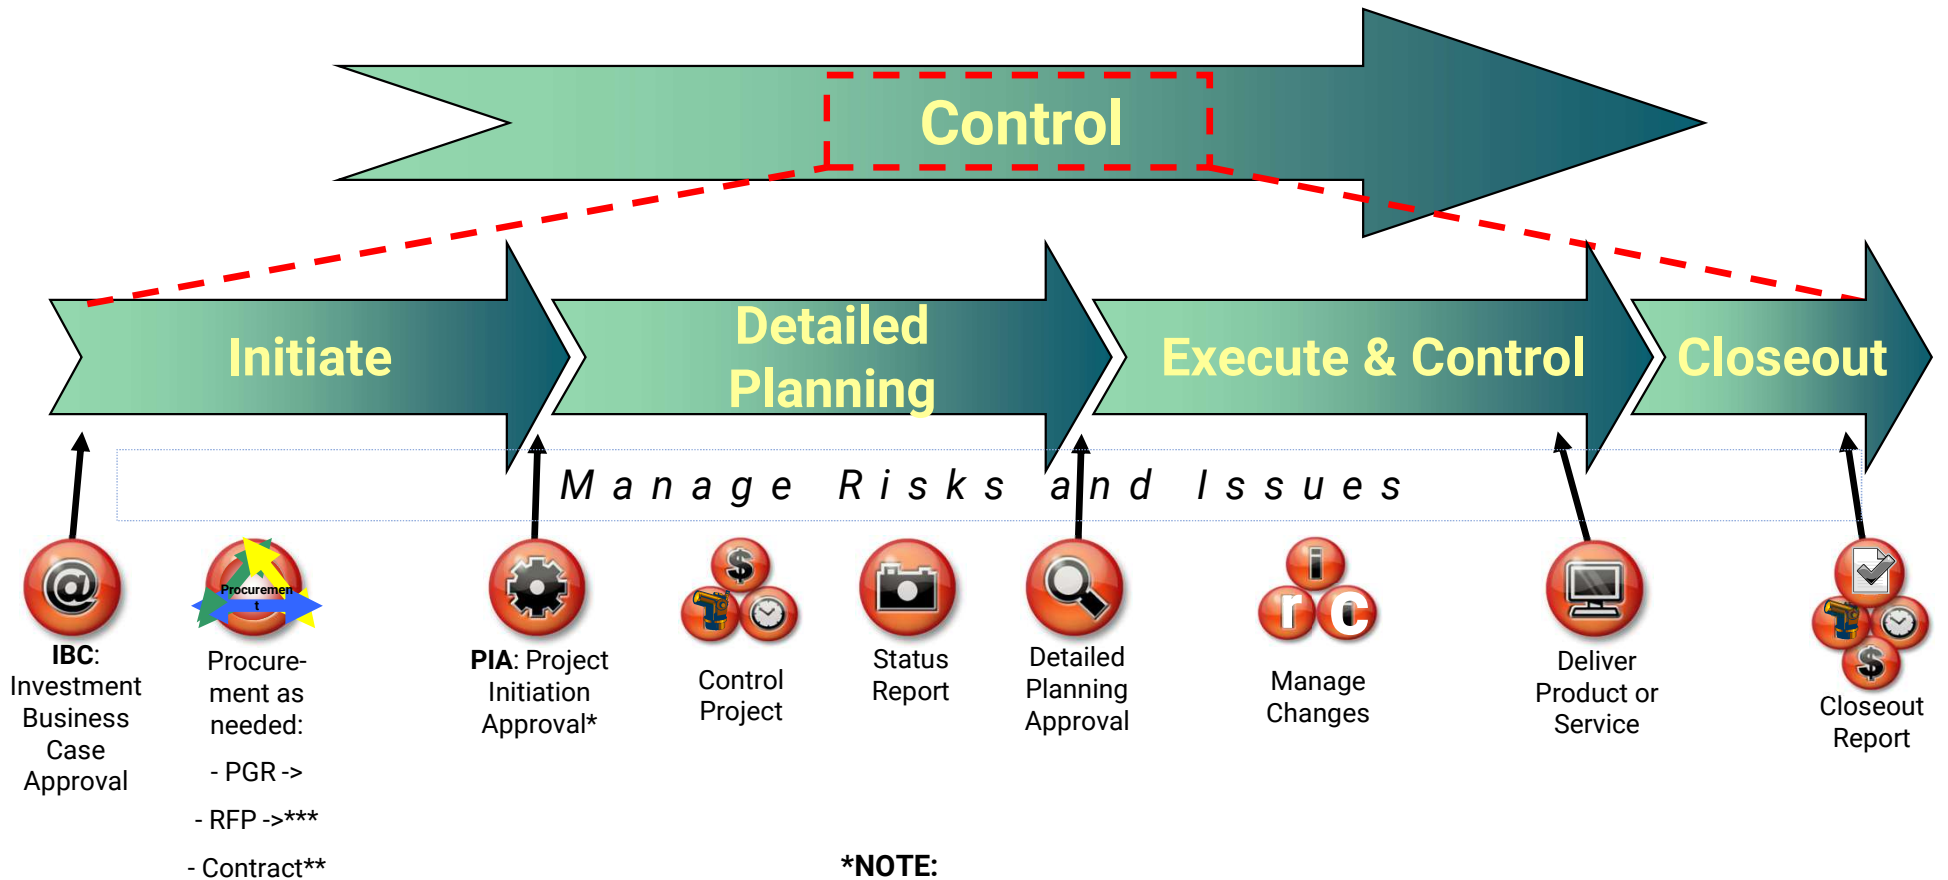 Control
Initiate
Detailed
Planning
Execute & Control
Closeout
Manage Risks and Issues
@
IBC:
Investment
Business
Case
Approval
Procuremen
t
Procure-
ment as
needed:
- PGR ->
- RFP ->***
- Contract**
PIA: Project
Initiation
Approval*
$
Control
Project
Status
Report
Detailed
Planning
Approval
i
r c
Manage
Changes
Deliver
Product or
Service
$
Closeout
Report
*NOTE: